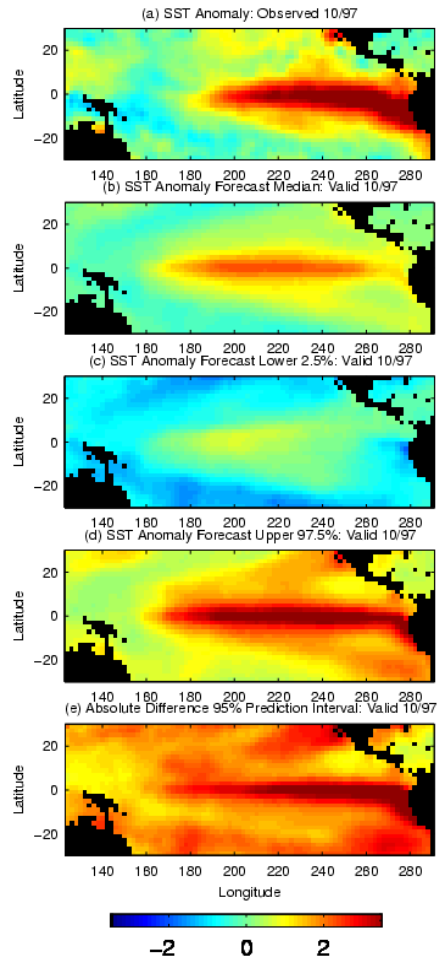 (a) SST Anomaly: Observed 10/97
20
0
−20
Latitude
140 160 180 200 220 240 260 280
(b) SST Anomaly Forecast Median: Valid 10/97
20
0
−20
Latitude
140 160 180 200 220 240 260 280
(c) SST Anomaly Forecast Lower 2.5%: Valid 10/97
20
0
−20
Latitude
140 160 180 200 220 240 260 280
(d) SST Anomaly Forecast Upper 97.5%: Valid 10/97
20
0
−20
Latitude
140 160 180 200 220 240 260 280
(e) Absolute Difference 95% Prediction Interval: Valid 10/97
20
0
−20
Latitude
140 160 180 200 220 240 260 280
Longitude
−2 0 2